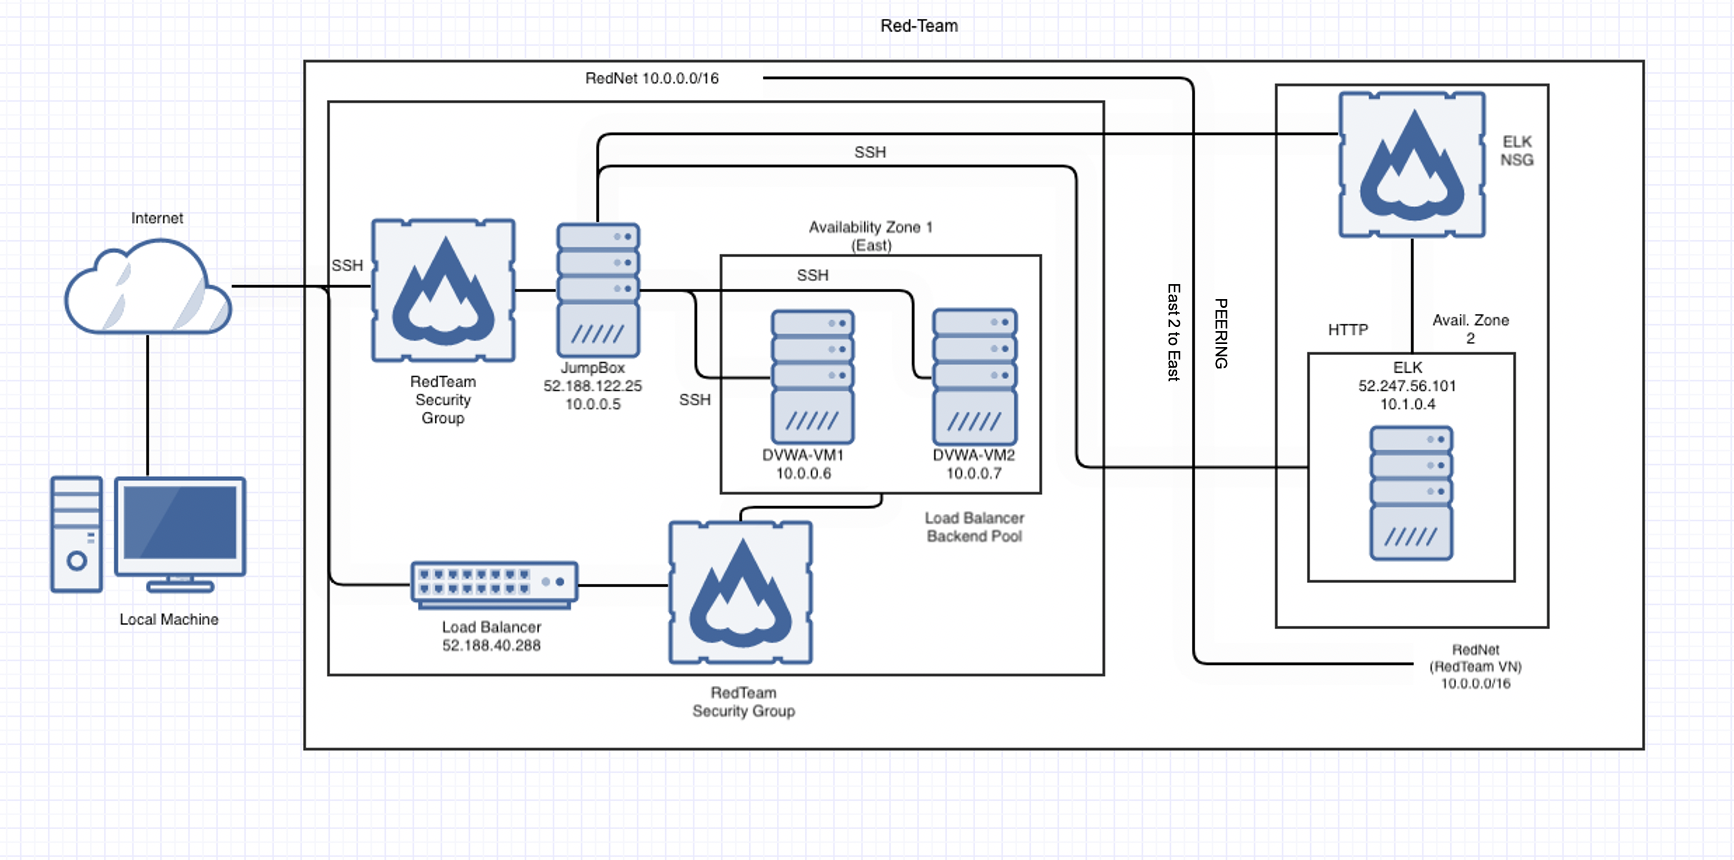 Red-Team
RedNet 10.0.0.0/16
ELK
NSG
SSH
Internet
Availability Zone 1
(East)
SSH
SSH
East 2 to East
PEERING
HTTP
Avail. Zone
2
JumpBox
52.188.122.25
10.0.0.5
RedTeam
Security
Group
SSH
ELK
52.247.56.101
10.1.0.4
DVWA-VM1
10.0.0.6
DVWA-VM2
10.0.0.7
Load Balancer
Backend Pool
Local Machine
Load Balancer
52.188.40.288
RedNet
(RedTeam VN)
10.0.0.0/16
RedTeam
Security Group